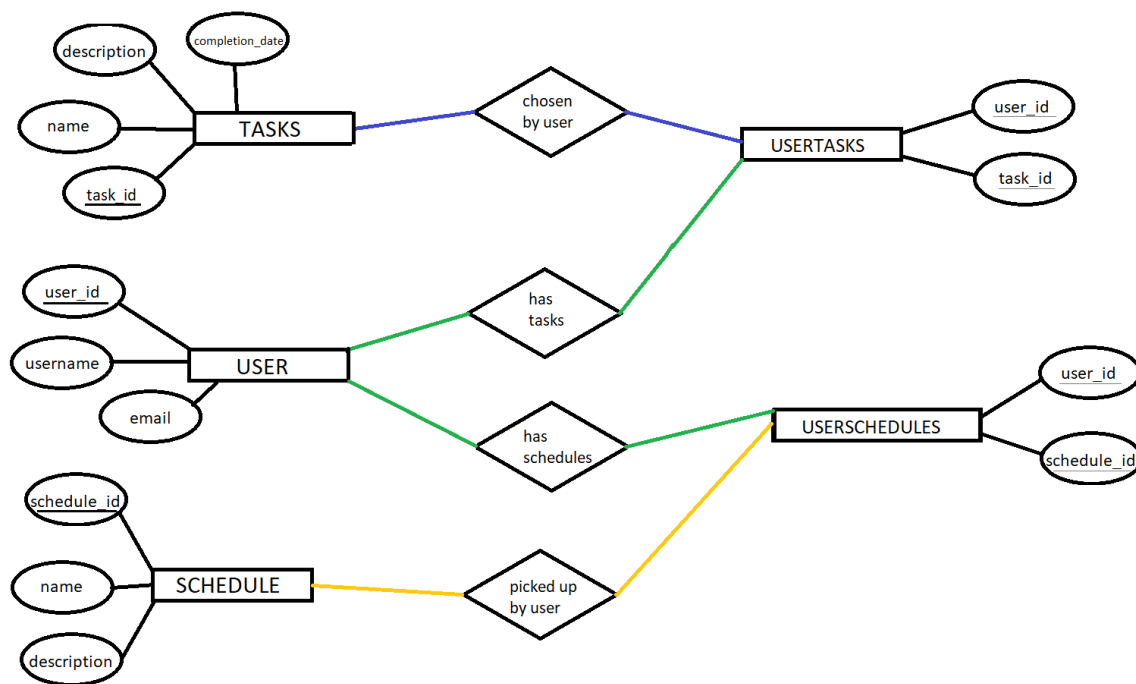 completion_date
description
chosen
by user
user_id
name
TASKS
USERTASKS
task_id
task_id
user_id
has
tasks
username
USER
user_id
email
has
schedules
USERSCHEDULES
schedule_id
schedule_id
name
SCHEDULE
picked up
by user
description